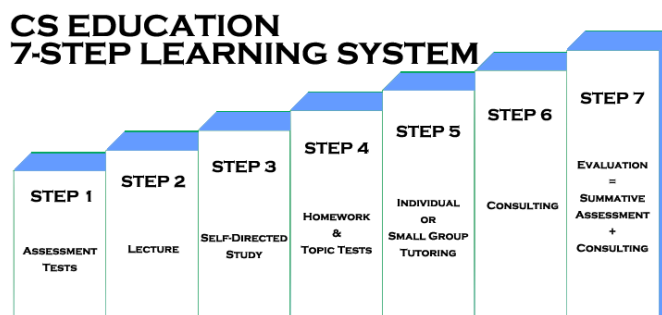 CS EDUCATION
7-STEP LEARNING SYSTEM
STEP 1
ASSESSMENT
TESTS
STEP 2
LECTURE
STEP 3
SELF-DIRECTED
STUDY
STEP 4
HOMEWORK
&
TOPIC TESTS
STEP 5
INDIVIDUAL
OR
SMALL GROUP
TUTORING
STEP 6
CONSULTING
STEP 7
EVALUATION
=
SUMMATIVE
ASSESSMENT
+
CONSULTING